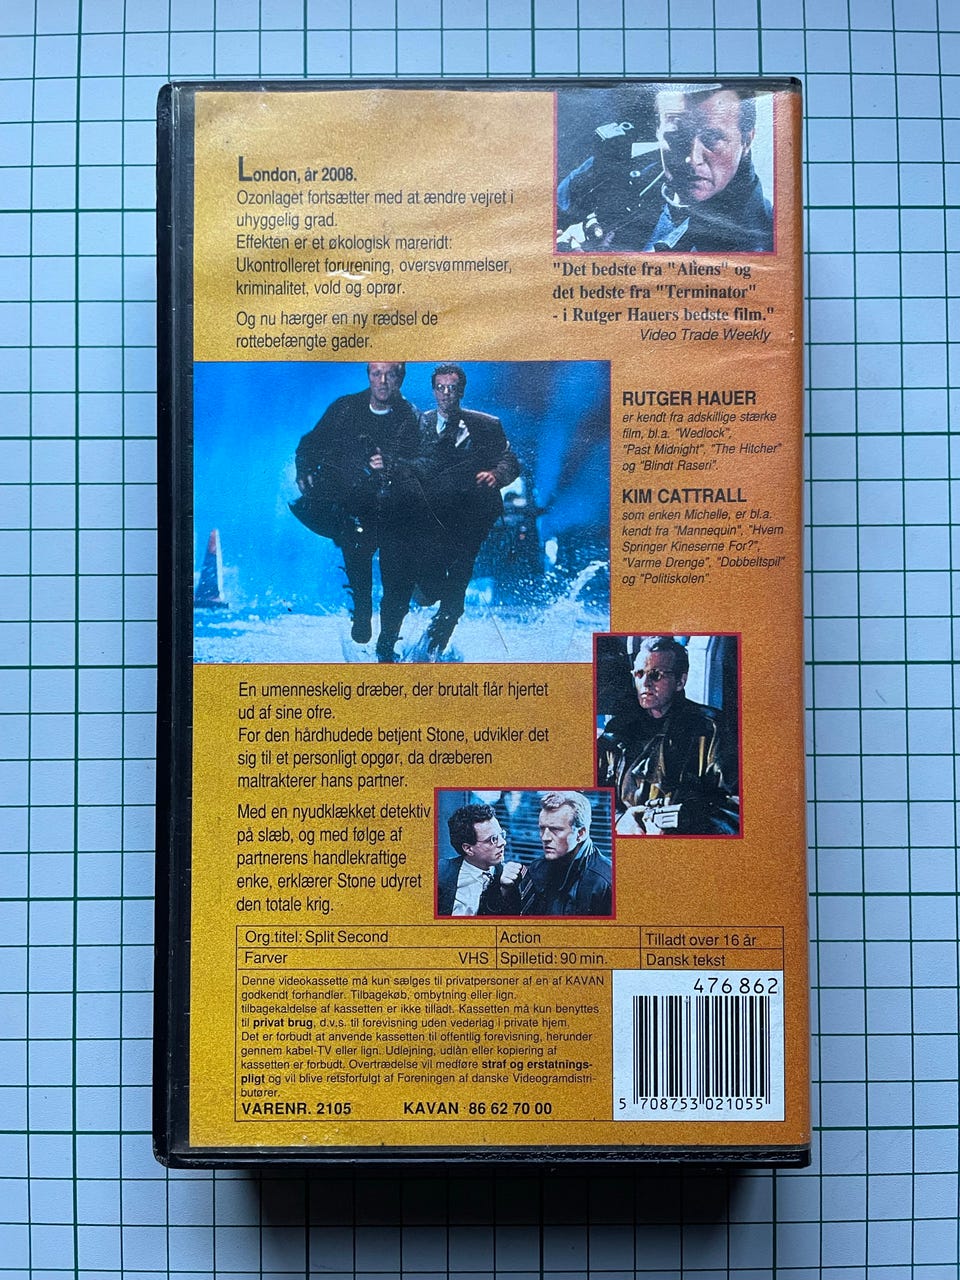 London, år 2008.
Ozonlaget fortsætter med at ændre vejret i
uhyggelig grad.
Effekten er et økologisk mareridt:
Ukontrolleret forurening, oversvømmelser,
kriminalitet, vold og oprør.
Og nu hærger en ny rædsel de
rottebefængte gader.
"Det bedste fra "Aliens" og
det bedste fra "Terminator"
- i Rutger Hauers bedste film."
Video Trade Weekly
RUTGER HAUER
er kendt fra adskillige stærke
film, bl.a. "Wedlock",
"Past Midnight", "The Hitcher"
og "Blindt Raseri".
KIM CATTRALL
som enken Michelle, er bl.a.
kendt fra "Mannequin", "Hvem
Springer Kineserne For?",
"Varme Drenge", "Dobbeltspil"
og "Politiskolen".
En umenneskelig dræber, der brutalt flår hjertet
ud af sine ofre.
For den hårdhudede betjent Stone, udvikler det
sig til et personligt opgør, da dræberen
maltrakterer hans partner.
Med en nyudklækket detektiv
på slæb, og med følge af
partnerens handlekraftige
enke, erklærer Stone udyret
den totale krig.
Org.titel: Split Second Action Tilladt over 16 år
Farver VHS Spilletid: 90 min. Dansk tekst
Denne videokassette må kun sælges til privatpersoner af en af KAVAN
godkendt forhandler. Tilbagekøb, ombytning eller lign.
tilbagekaldelse af kassetten er ikke tilladt. Kassetten må kun benyttes
til privat brug, d.v.s. til forevisning uden vederlag i private hjem.
Det er forbudt at anvende kassetten til offentlig forevisning, herunder
gennem kabel-TV eller lign. Udlejning, udlån eller kopiering af
kassetten er forbudt. Overtrædelse vil medføre straf og erstatnings-
pligt og vil blive retsforfulgt af Foreningen af danske Videogramdistri-
butører.
VARENR. 2105 KAVAN 86 62 70 00
476862
5 708753 021055